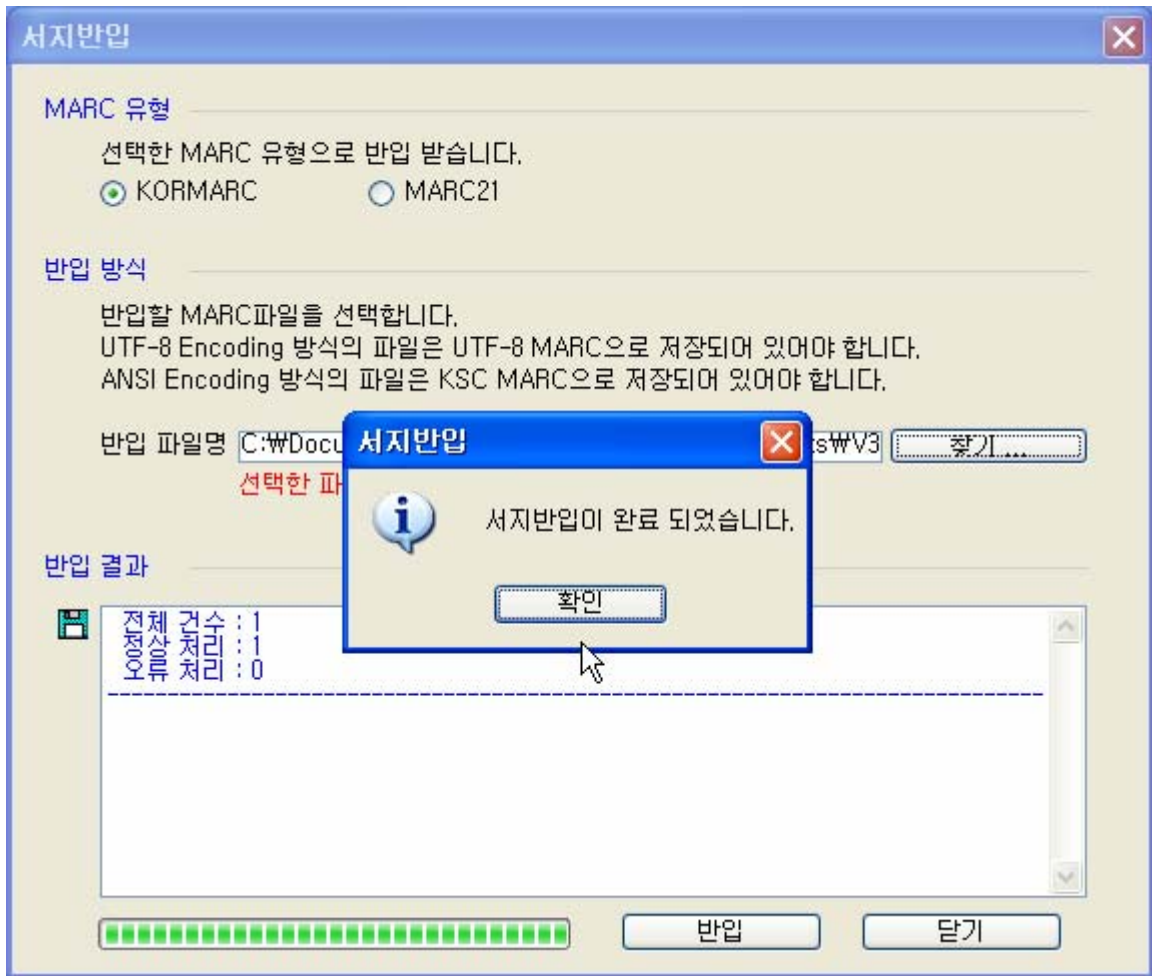 서지반입
MARC 유형
선택한 MARC 유형으로 반입 받습니다.
KORMARC MARC21
반입 방식
반입할 MARC파일을 선택합니다.
UTF-8 Encoding 방식의 파일은 UTF-8 MARC으로 저장되어 있어야 합니다.
ANSI Encoding 방식의 파일은 KSC MARC으로 저장되어 있어야 합니다.
반입 파일명 C:₩Docu s₩V3 찾기 ...
선택한
서지반입
서지반입이 완료 되었습니다.
확인
반입 결과
전체 건수 : 1
정상 처리 : 1
오류 처리 : 0
반입 닫기